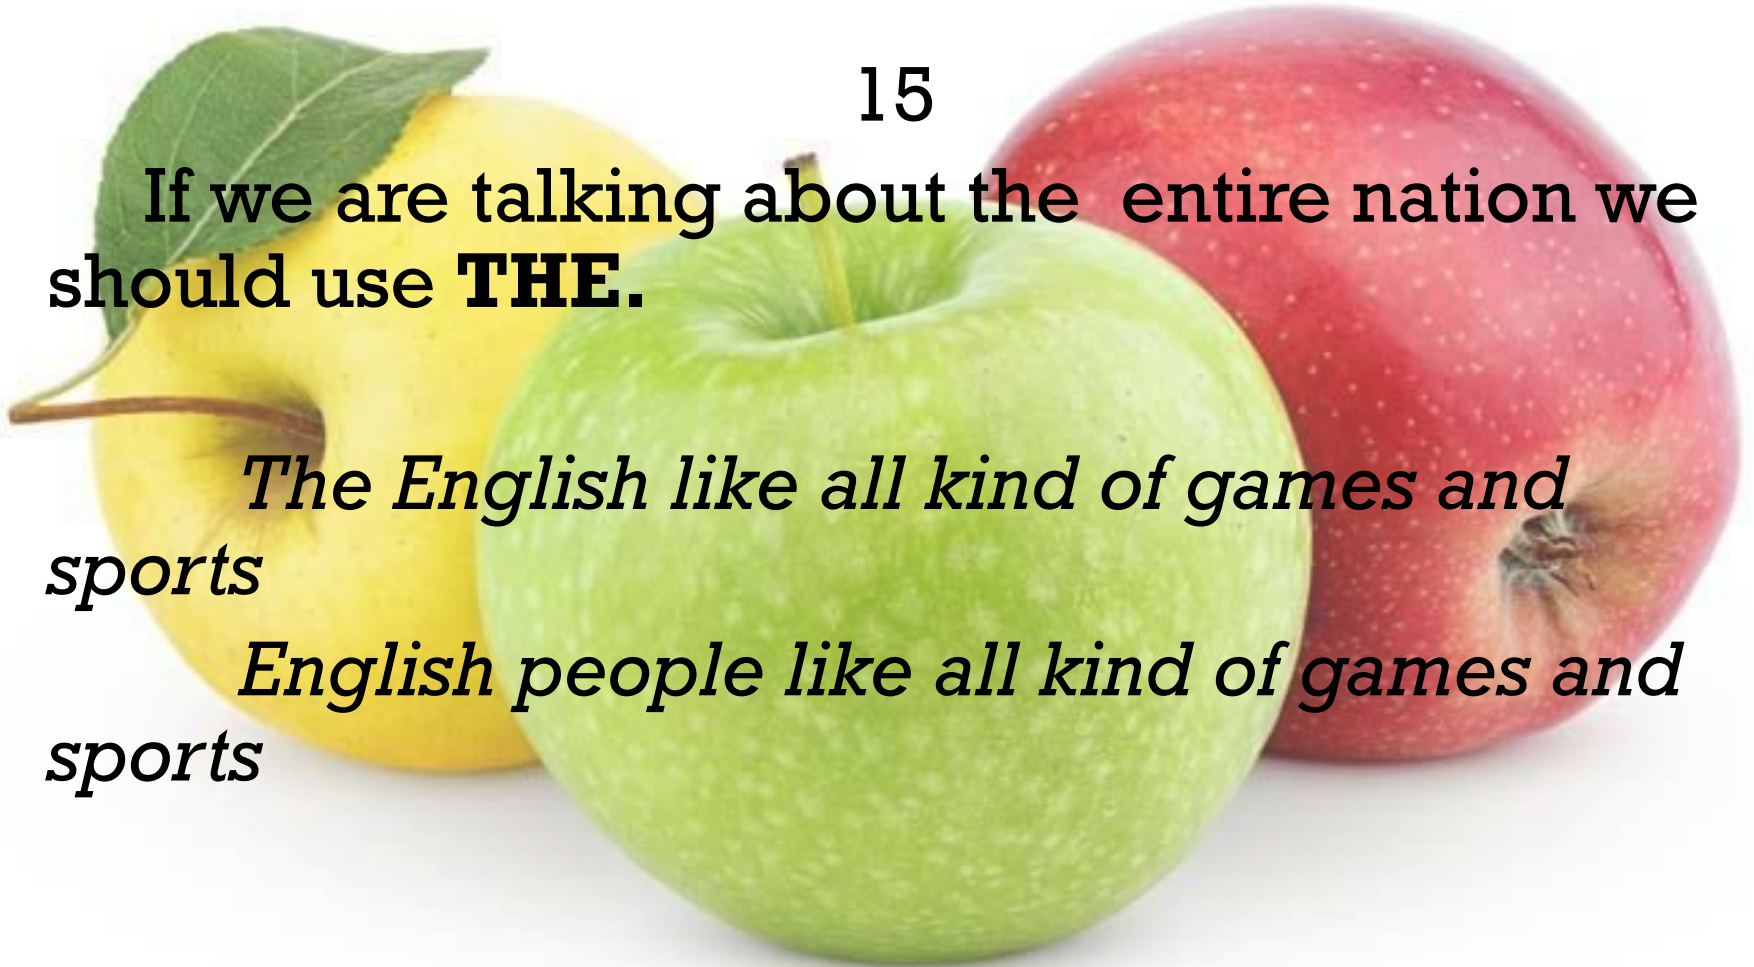 15
If we are talking about the entire nation we
should use THE.
The English like all kind of games and
sports
English people like all kind of games and
sports